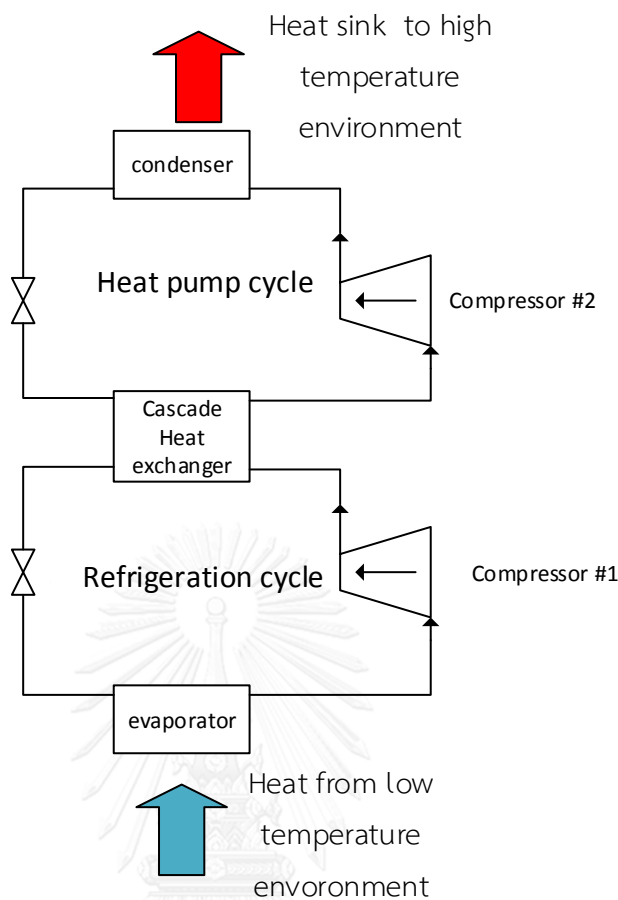 Heat sink to high
temperature
environment
condenser
Heat pump cycle
Compressor #2
Cascade
Heat
exchanger
Refrigeration cycle
Compressor #1
evaporator
Heat from low
temperature
envoronment